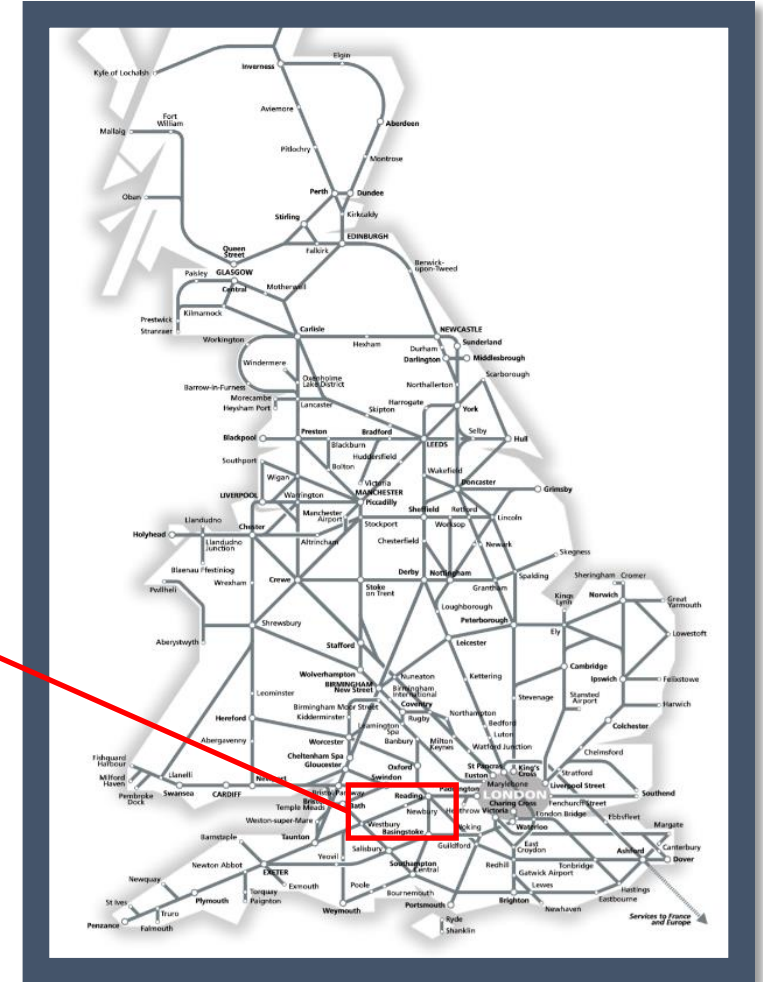 Elgin
Kyle of Lochalsh
Inverness
Aviemore
Fort
William
Aberdeen
Mallaig
Pitlochry
Montrose
Perth
Dundee
Oban
Stirling
Kirkcaldy
EDINBURGH
Queen
Street
Falkirk
Berwick-
upon-Tweed
Paisley
GLASGOW
Central
Motherwell
Prestwick
Kilmarnock
Stranraer
Carlisle
NEWCASTLE
Workington
Hexham
Durham
Sunderland
Darlington
Middlesbrough
Windermere
Scarborough
Oxenholme
Lake District
Northallerton
Barrow-in-Furness
Morecambe
Heysham Port
Lancaster
Harrogate
York
Skipton
Blackpool
Preston
Bradford
LEEDS
Selby
Hull
Blackburn
Huddersfield
Southport
Bolton
Wakefield
Wigan
Victoria
MANCHESTER
Piccadilly
Doncaster
Grimsby
LIVERPOOL
Warrington
Manchester
Airport
Sheffield
Retford
Lincoln
Llandudno
Stockport
Worksop
Holyhead
Chester
Llandudno
Junction
Altrincham
Chesterfield
Newark
Skegness
Blaenau Ffestiniog
Derby
Nottingham
Pwllheli
Wrexham
Crewe
Stoke
on Trent
Grantham
Spalding
Sheringham
Cromer
Kings
Lynn
Norwich
Great
Yarmouth
Loughborough
Peterborough
Aberystwyth
Shrewsbury
Stafford
Leicester
Ely
Lowestoft
Wolverhampton
BIRMINGHAM
New Street
Nuneaton
Kettering
Cambridge
Birmingham
International
Ipswich
Felixstowe
Leominster
Birmingham Moor Street
Coventry
Stevenage
Stansted
Airport
Harwich
Hereford
Kidderminster
Rugby
Northampton
Leamington
Spa
Bedford
Colchester
Abergavenny
Worcester
Banbury
Milton
Keynes
Luton
Cheltenham Spa
Watford Junction
Chelmsford
Fishguard
Harbour
Gloucester
Oxford
St Pancras
King's
Cross
Stratford
Milford
Haven
Llanelli
Swindon
Euston
Marylebone
Liverpool Street
Pembroke
Dock
Swansea
CARDIFF
Newport
Bristol Parkway
Reading
Paddington
LONDON
Southend
Bristol
Temple Meads
Bath
Newbury
Heathrow
Victoria
Charing Cross
Fenchurch Street
London Bridge
Ebbsfleet
Weston-super-Mare
Westbury
Basingstoke
Woking
Waterloo
Margate
Barnstaple
Taunton
Salisbury
Guildford
East
Croydon
Ashford
Canterbury
Dover
Newton Abbot
Yeovil
Southampton
Central
Redhill
Tonbridge
Gatwick Airport
Newquay
EXETER
Exmouth
Poole
Lewes
Hastings
St Ives
Plymouth
Torquay
Paignton
Bournemouth
Eastbourne
Truro
Weymouth
Portsmouth
Brighton
Newhaven
Penzance
Falmouth
Ryde
Shanklin
Services to France
and Europe